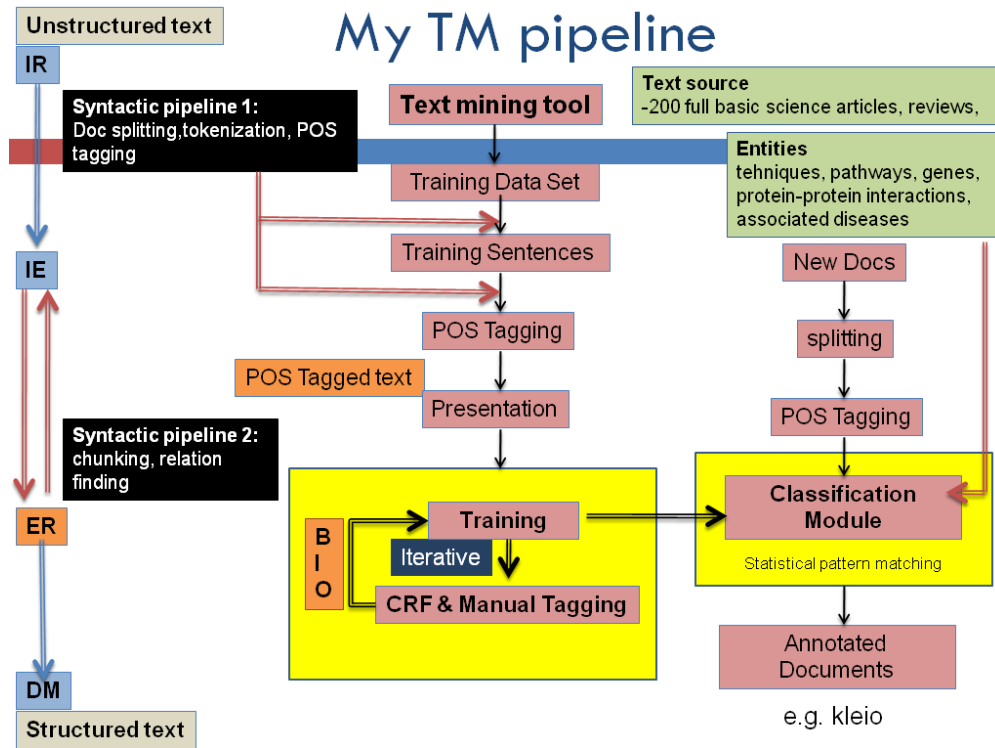 My TM pipeline
Unstructured text
IR
Syntactic pipeline 1:
Doc splitting,tokenization, POS
tagging
IE
Syntactic pipeline 2:
chunking, relation
finding
ER
DM
Structured text
Text mining tool
Training Data Set
Training Sentences
POS Tagging
POS Tagged text
Presentation
B
I
O
Training
Iterative
CRF & Manual Tagging
Text source
-200 full basic science articles, reviews,
Entities
tehniques, pathways, genes,
protein-protein interactions,
associated diseases
New Docs
splitting
POS Tagging
Classification
Module
Statistical pattern matching
Annotated
Documents
e.g. kleio